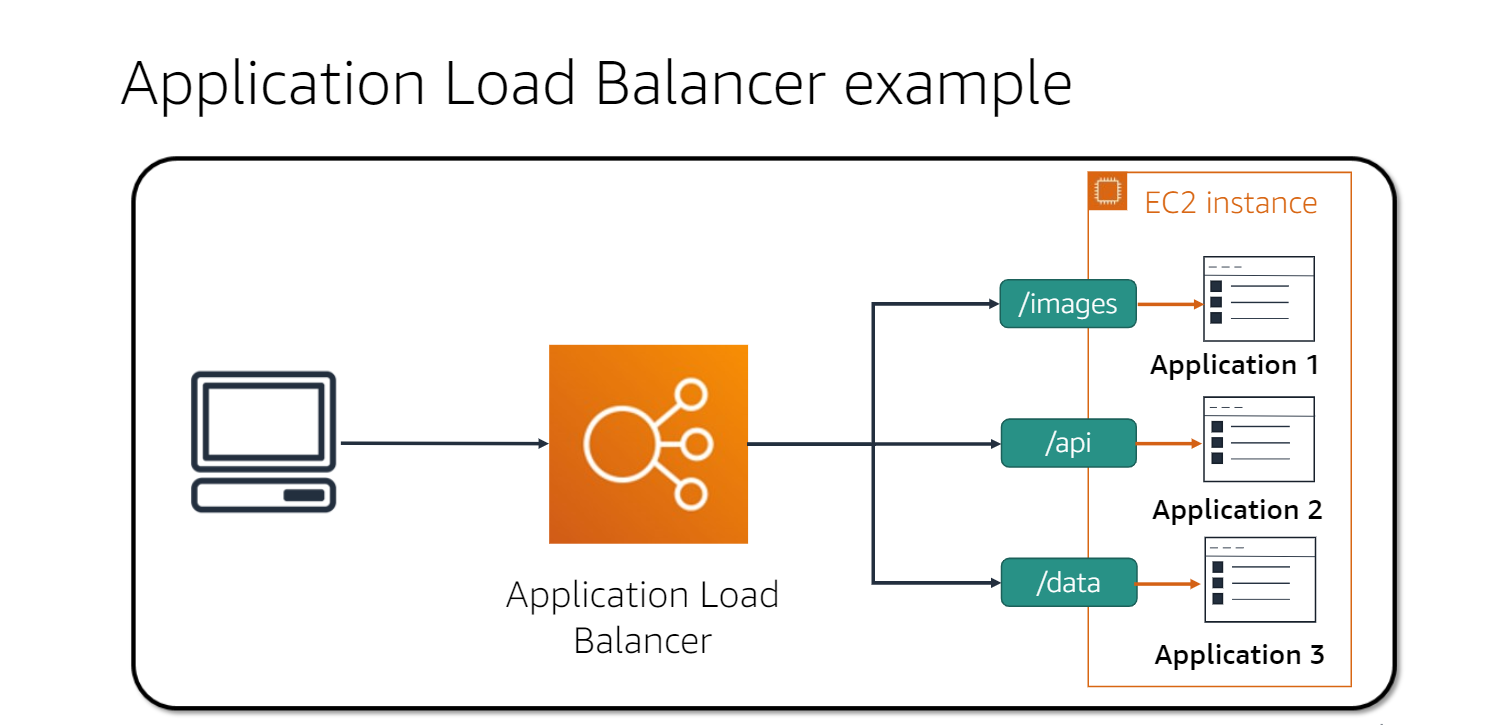 Application Load Balancer example
EC2 instance
/images
Application 1
/api
Application 2
/data
Application 3
Application Load
Balancer